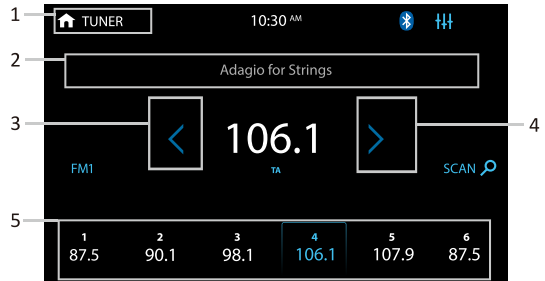 1 TUNER 10:30 AM
2 Adagio for Strings
3 106.1 4
FM1 TA SCAN
5
1 2 3 4 5 6
87.5 90.1 98.1 106.1 107.9 87.5